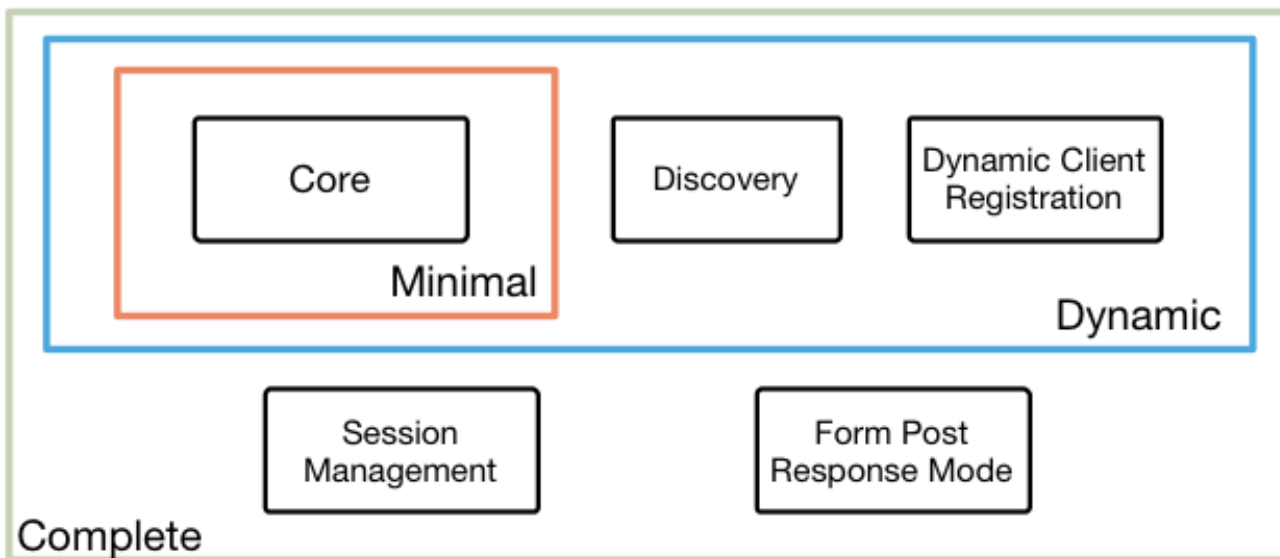 Core
Discovery
Dynamic Client
Registration
Minimal
Dynamic
Session
Management
Form Post
Response Mode
Complete